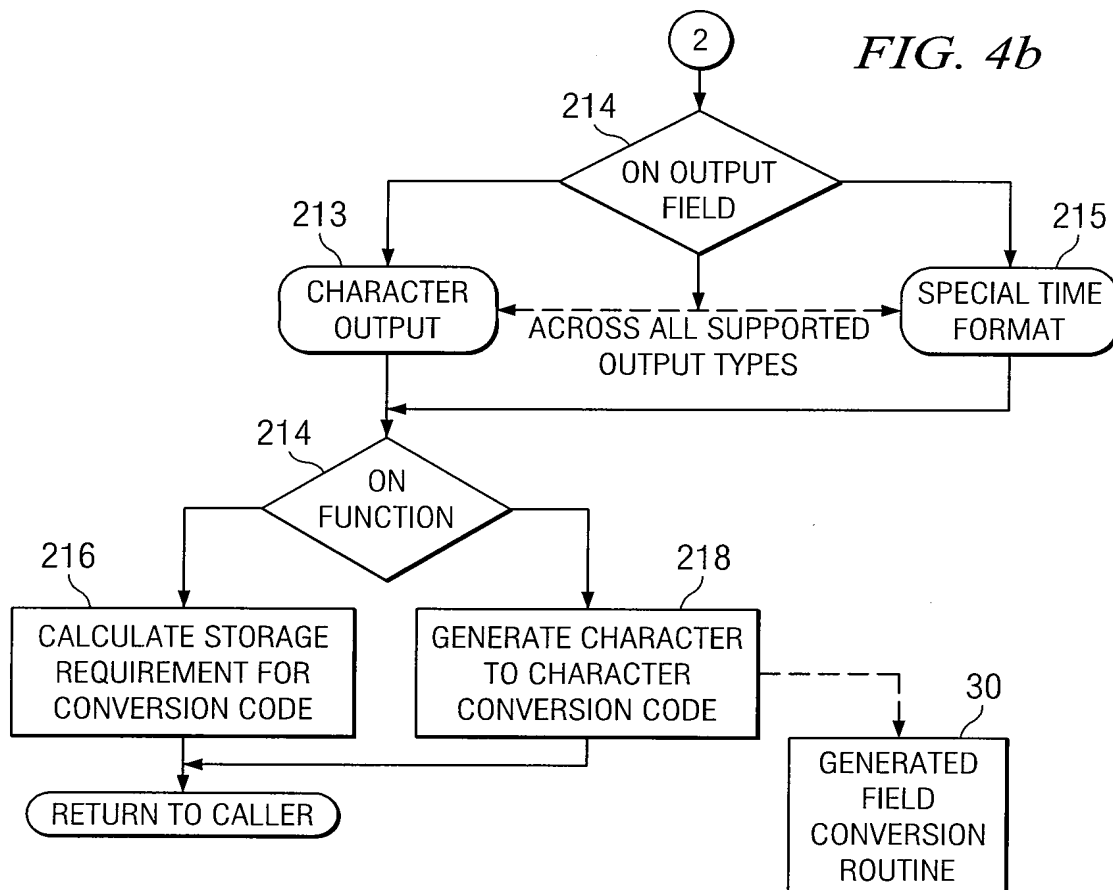 2
FIG. 4b
214
ON OUTPUT
FIELD
213
CHARACTER
OUTPUT
215
SPECIAL TIME
FORMAT
ACROSS ALL SUPPORTED
OUTPUT TYPES
214
ON
FUNCTION
216
CALCULATE STORAGE
REQUIREMENT FOR
CONVERSION CODE
218
GENERATE CHARACTER
TO CHARACTER
CONVERSION CODE
30
GENERATED
FIELD
CONVERSION
ROUTINE
RETURN TO CALLER